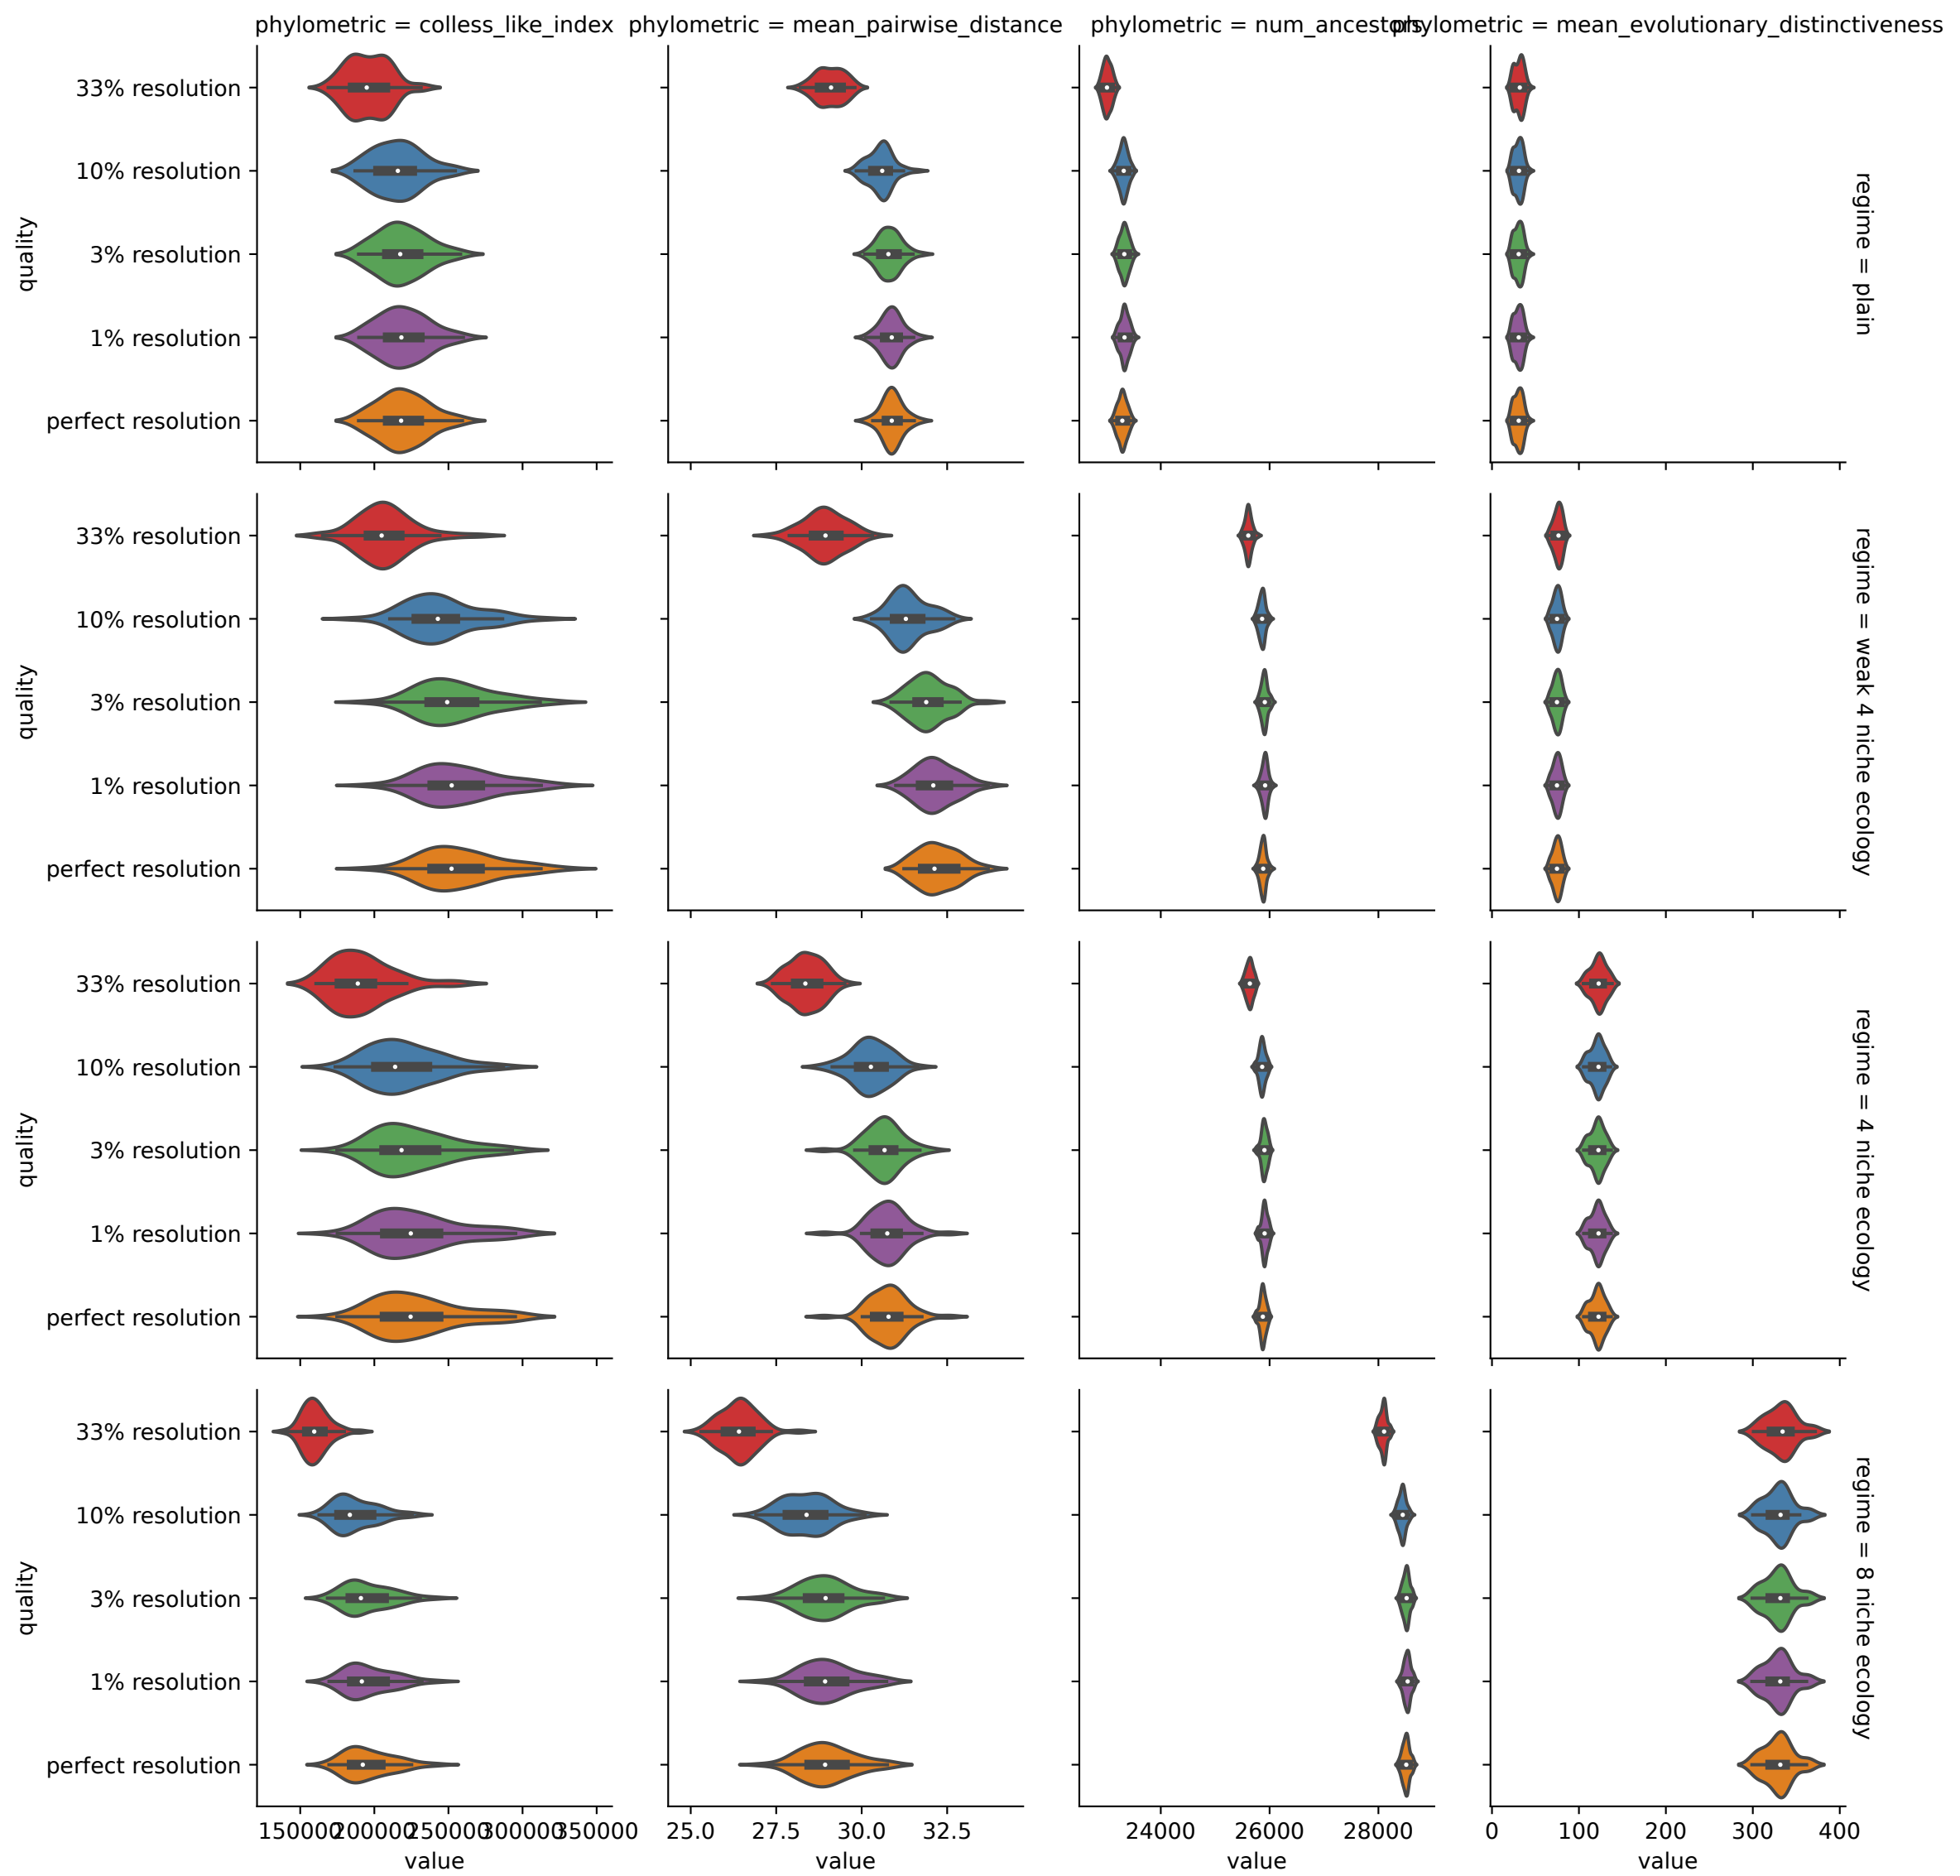 phylometric = colless_like_index
phylometric = mean_pairwise_distance
phylometric = num_ancestors
phylometric = mean_evolutionary_distinctiveness
quality
33% resolution
10% resolution
3% resolution
1% resolution
perfect resolution
regime = plain
quality
33% resolution
10% resolution
3% resolution
1% resolution
perfect resolution
regime = weak 4 niche ecology
quality
33% resolution
10% resolution
3% resolution
1% resolution
perfect resolution
regime = 4 niche ecology
quality
33% resolution
10% resolution
3% resolution
1% resolution
perfect resolution
regime = 8 niche ecology
150000 200000 250000 300000 350000
25.0 27.5 30.0 32.5
24000 26000 28000
0 100 200 300 400
value
value
value
value